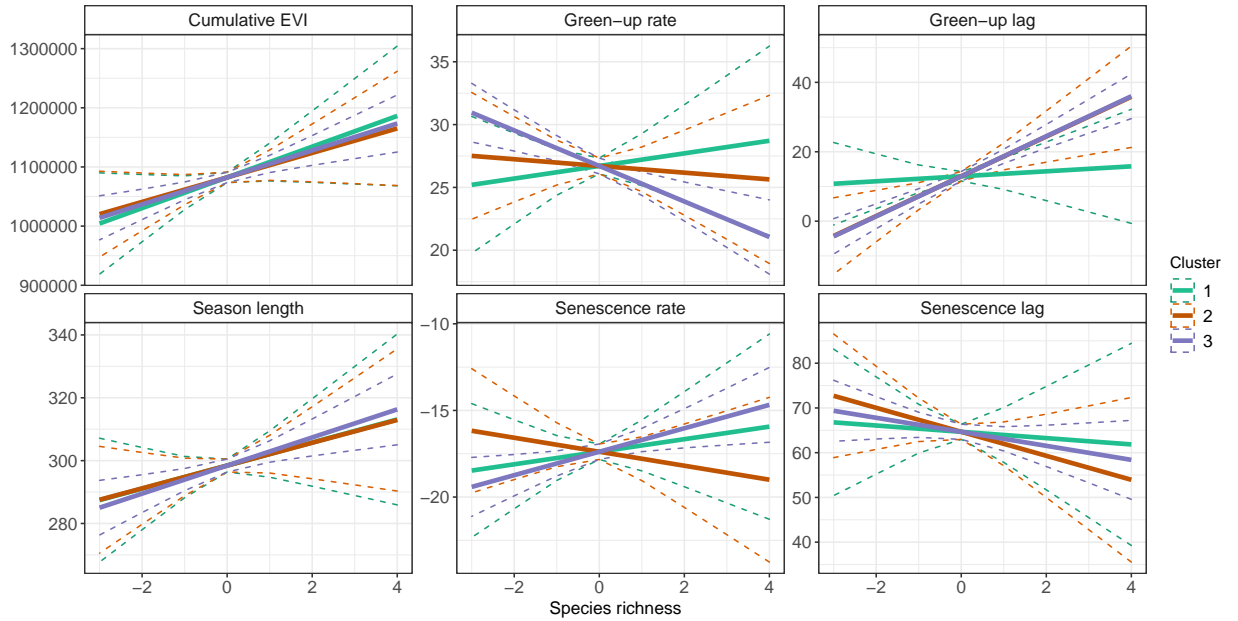 Cumulative EVI
Green−up rate
Green−up lag
1300000
1200000
1100000
1000000
900000
35
30
25
20
40
20
0
Season length
Senescence rate
Senescence lag
340
320
300
280
−10
−15
−20
80
70
60
50
40
−2 0 2 4
−2 0 2 4
−2 0 2 4
Species richness
Cluster
1
2
3